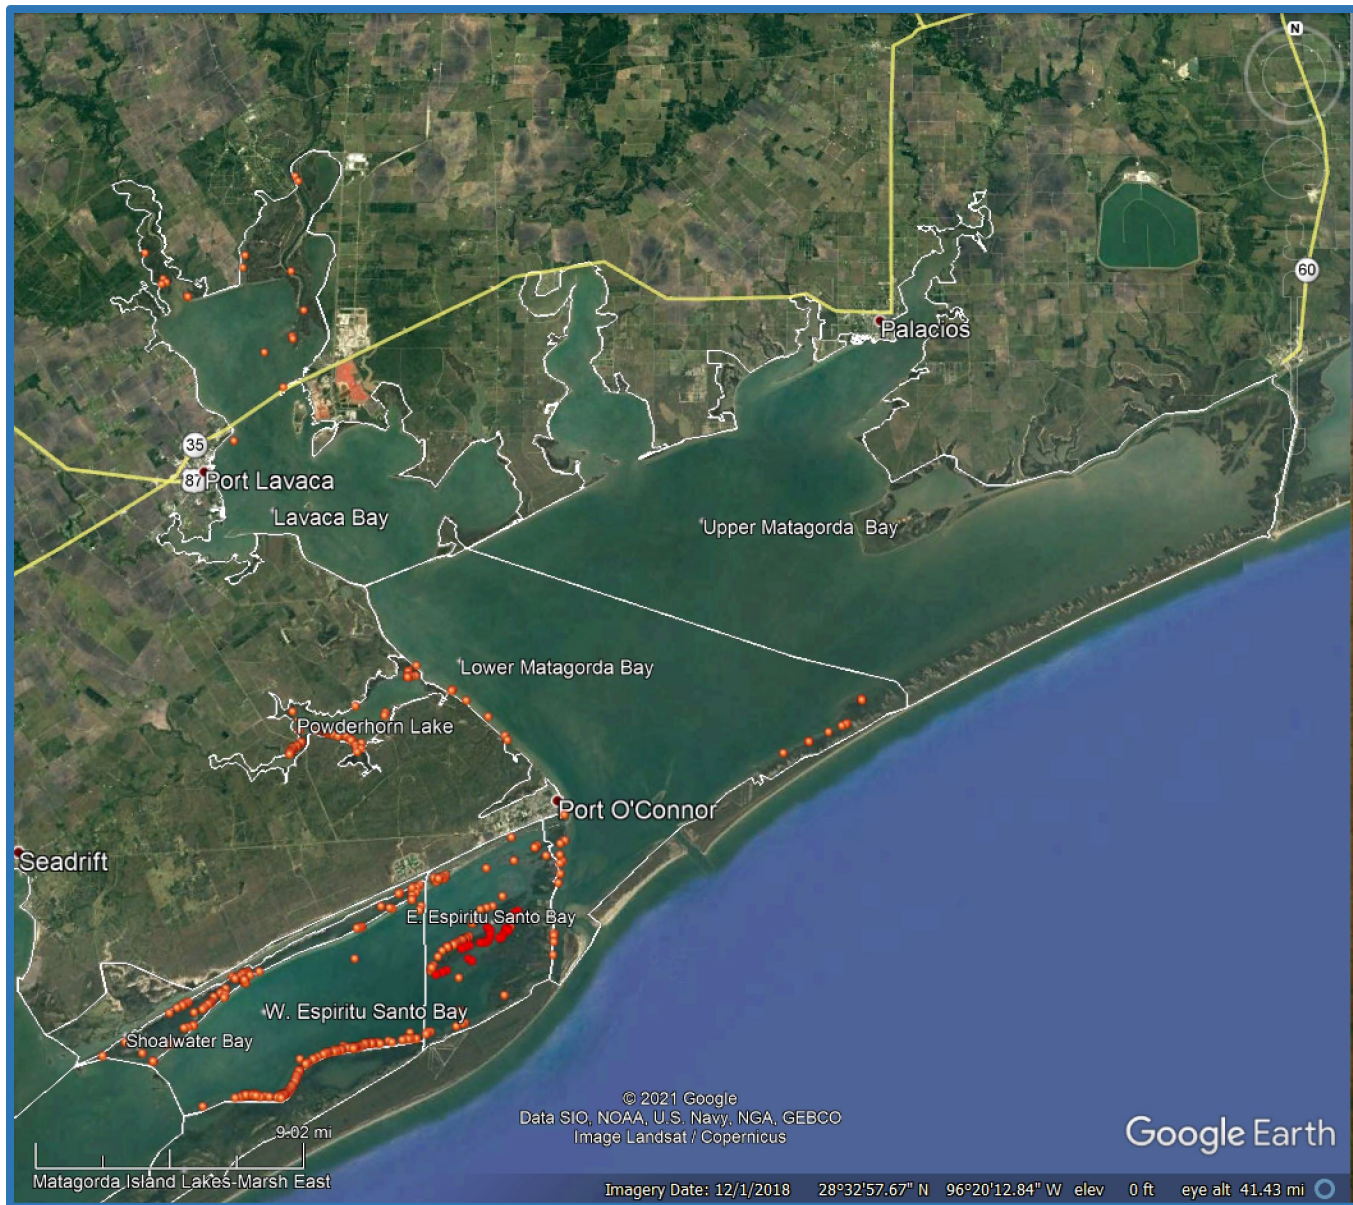 N
60
Palacios
35
87
Port Lavaca
Lavaca Bay
Upper Matagorda Bay
Lower Matagorda Bay
Powderhorn Lake
Port O'Connor
Seadrift
E. Espiritu Santo Bay
W. Espiritu Santo Bay
Shoalwater Bay
© 2021 Google
Data SIO, NOAA, U.S. Navy, NGA, GEBCO
Image Landsat / Copernicus
Google Earth
9.02 mi
Matagorda Island Lakes-Marsh East
Imagery Date: 12/1/2018 28°32'57.67" N 96°20'12.84" W elev 0 ft eye alt 41.43 mi